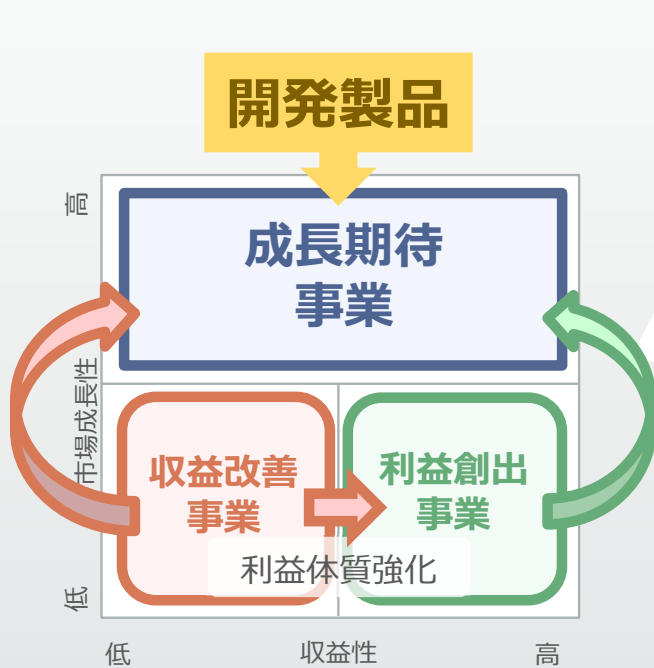 開発製品
高
成長期待
事業
市場成長性
収益改善
事業
利益創出
事業
利益体質強化
低
低
収益性
高